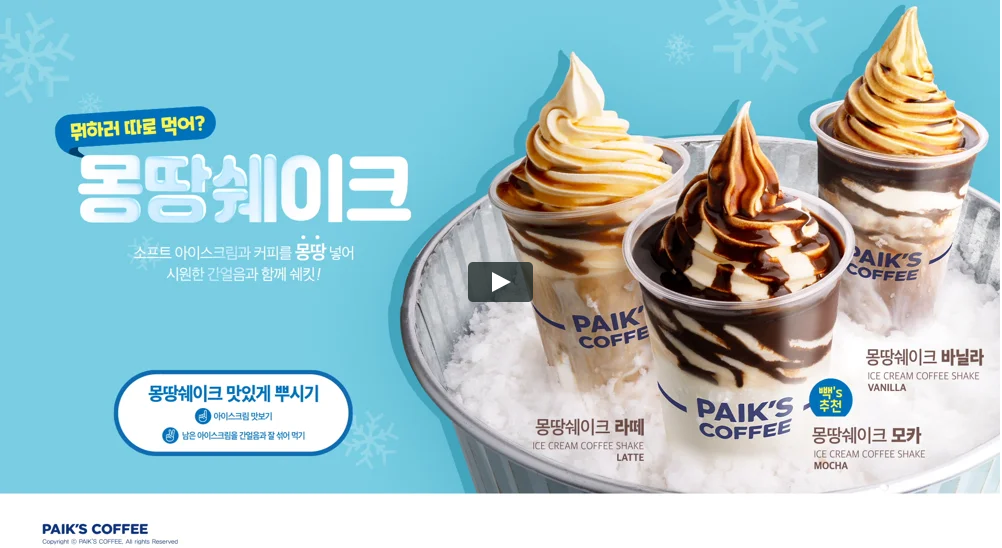 뭐하러 따로 먹어?
몽땅쉐이크
소프트 아이스크림과 커피를 몽땅 넣어
시원한 간얼음과 함께 쉐킷!
몽땅쉐이크 맛있게 뿌시기
아이스크림 맛보기
남은 아이스크림을 간얼음과 잘 섞어 먹기
PAIK'S
COFFEE
PAIK'S
COFFEE
PAIK'S
COFFEE
몽땅쉐이크 라떼
ICE CREAM COFFEE SHAKE
LATTE
빽's
추천
몽땅쉐이크 모카
ICE CREAM COFFEE SHAKE
MOCHA
몽땅쉐이크 바닐라
ICE CREAM COFFEE SHAKE
VANILLA
PAIK'S COFFEE
Copyright ⓒ PAIK'S COFFEE. All rights Reserved